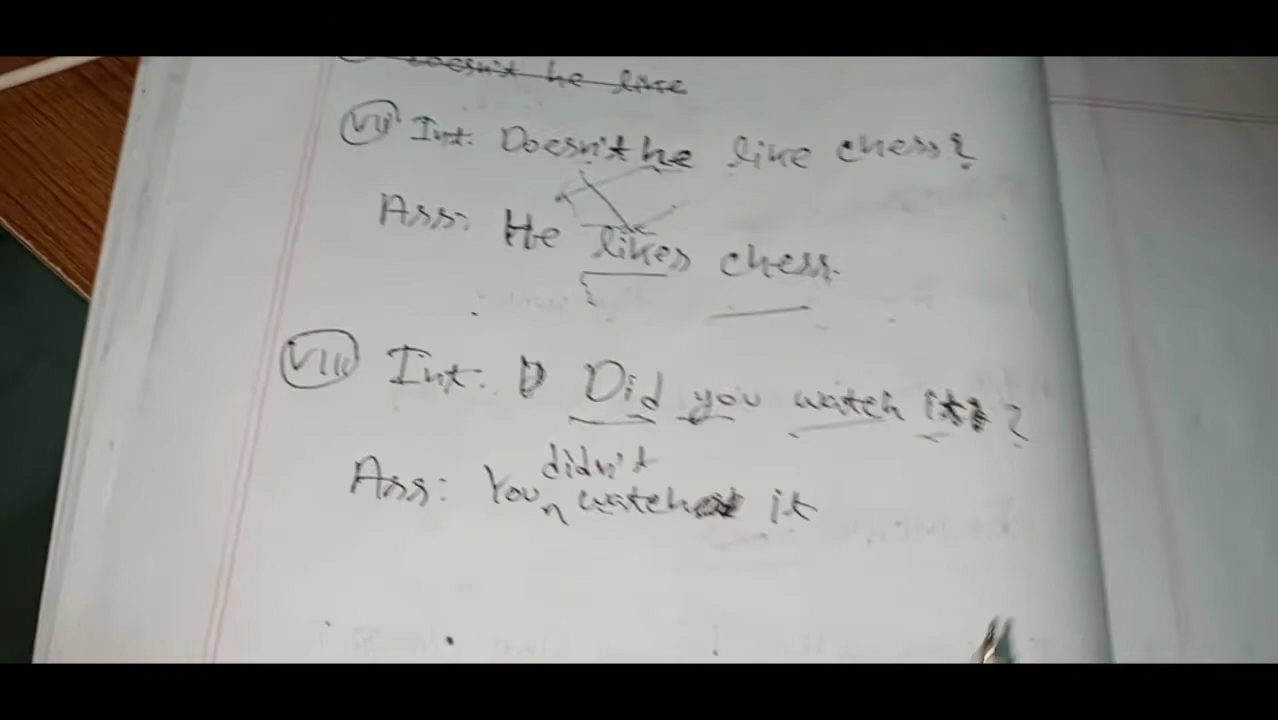 Doesn't he like
(vii) Int: Doesn't he like chess?
Ass: He likes chess.
(viii) Int: D Did you watch it?
didn't
Ass: You watch it